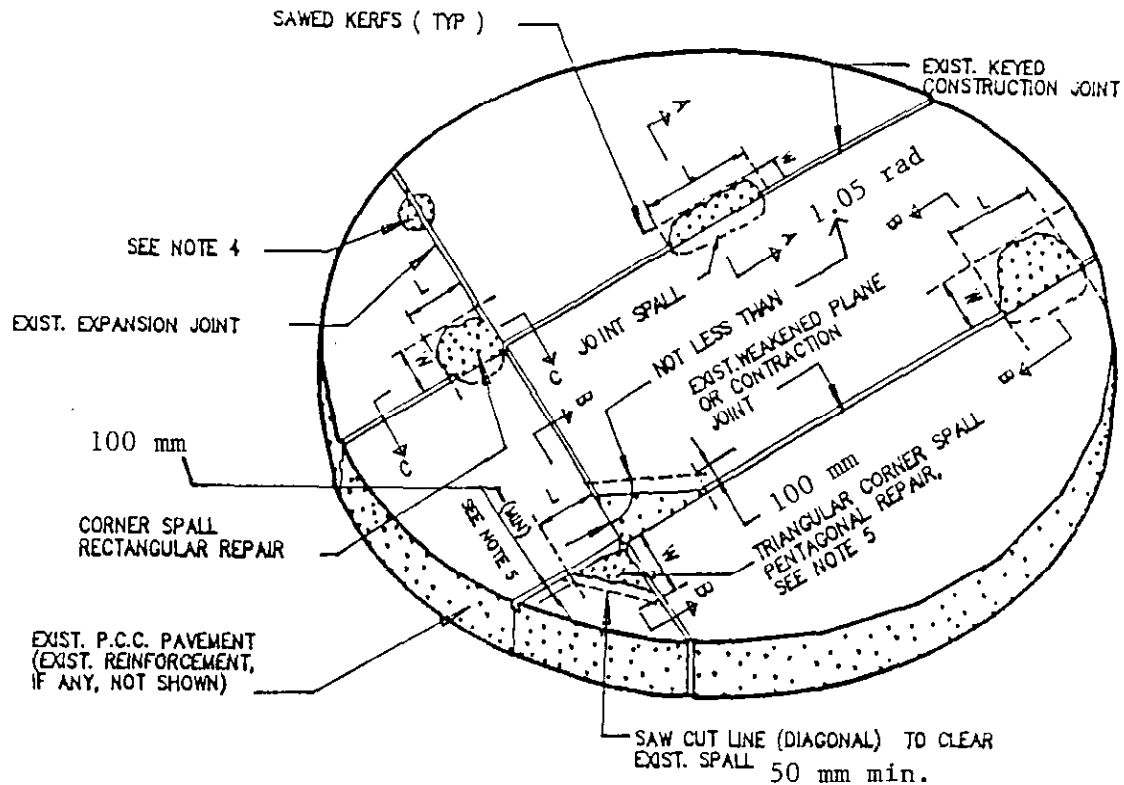 SAWED KERFS ( TYP )
EXIST. KEYED
CONSTRUCTION JOINT
A
L
W
1.05 rad
B
L
SEE NOTE 4
A
L
JOINT SPALL
NOT LESS THAN
EXIST. WEAKENED PLANE
OR CONTRACTION
JOINT
W
B
EXIST. EXPANSION JOINT
W
C
B
100 mm
C
L
(MIN)
SEE NOTE 5
100 mm
TRIANGULAR CORNER SPALL
PENTAGONAL REPAIR,
SEE NOTE 5
CORNER SPALL
RECTANGULAR REPAIR
W
B
EXIST. P.C.C. PAVEMENT
(EXIST. REINFORCEMENT,
IF ANY, NOT SHOWN)
SAW CUT LINE (DIAGONAL) TO CLEAR
EXIST. SPALL 50 mm min.